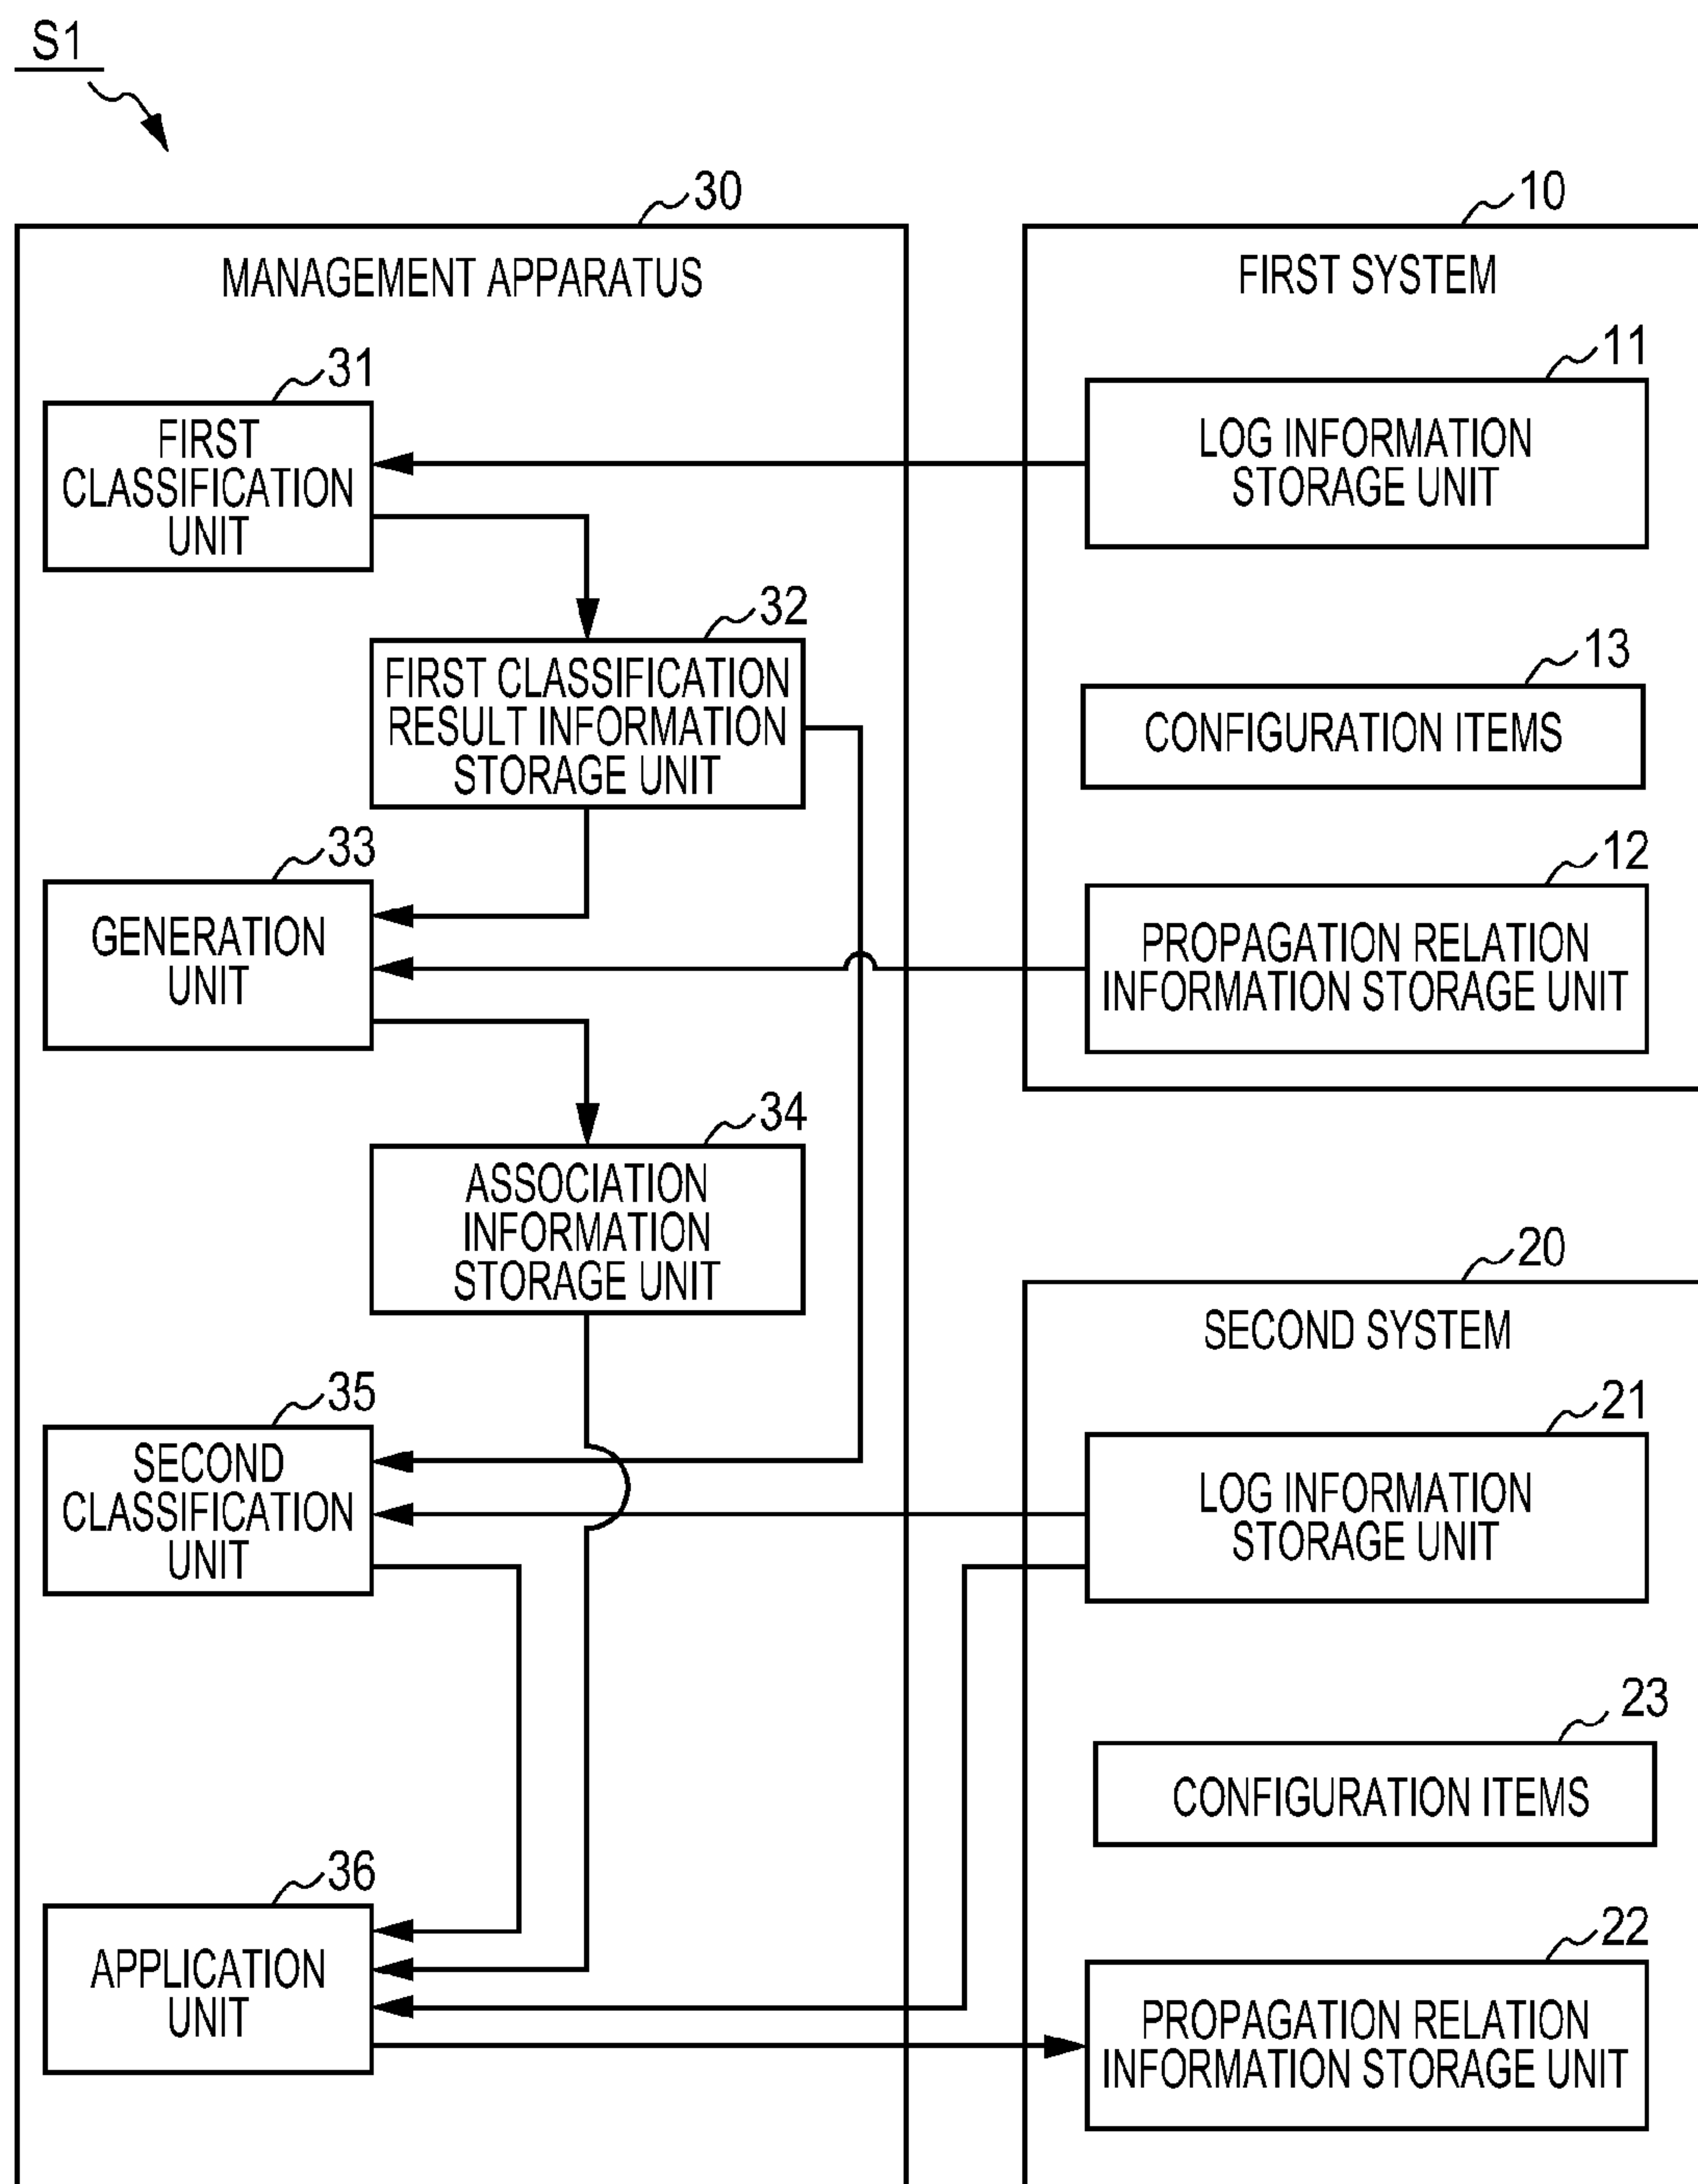 S1
30
MANAGEMENT APPARATUS
31
FIRST
CLASSIFICATION
UNIT
32
FIRST CLASSIFICATION
RESULT INFORMATION
STORAGE UNIT
33
GENERATION
UNIT
34
ASSOCIATION
INFORMATION
STORAGE UNIT
35
SECOND
CLASSIFICATION
UNIT
36
APPLICATION
UNIT
10
FIRST SYSTEM
11
LOG INFORMATION
STORAGE UNIT
13
CONFIGURATION ITEMS
12
PROPAGATION RELATION
INFORMATION STORAGE UNIT
20
SECOND SYSTEM
21
LOG INFORMATION
STORAGE UNIT
23
CONFIGURATION ITEMS
22
PROPAGATION RELATION
INFORMATION STORAGE UNIT